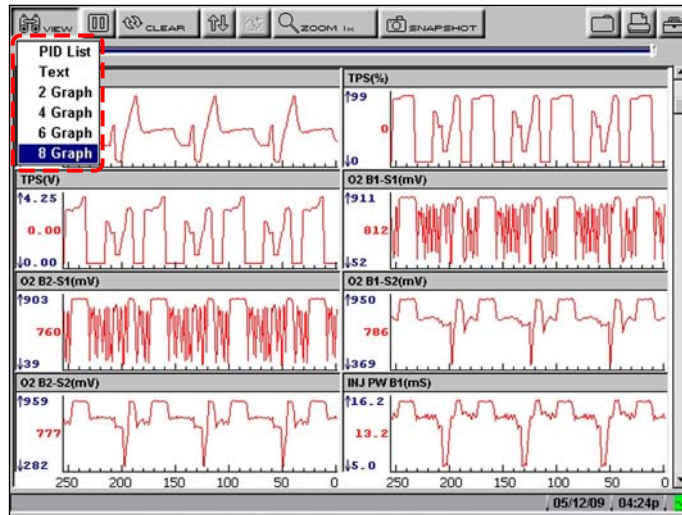 VIEW CLEAR ZOOM 1x SNAPSHOT
PID List
Text
2 Graph
4 Graph
6 Graph
8 Graph
TPS(%)
↑99
0
↓0
TPS(V)
↑4.25
0.00
↓0.00
O2 B1-S1(mV)
↑911
812
↓52
O2 B2-S1(mV)
↑903
760
↓39
O2 B1-S2(mV)
↑950
786
↓369
O2 B2-S2(mV)
↑959
777
↓282
INJ PW B1(mS)
↑16.2
13.2
↓5.0
250 200 150 100 50 0 250 200 150 100 50 0
05/12/09 04:24p